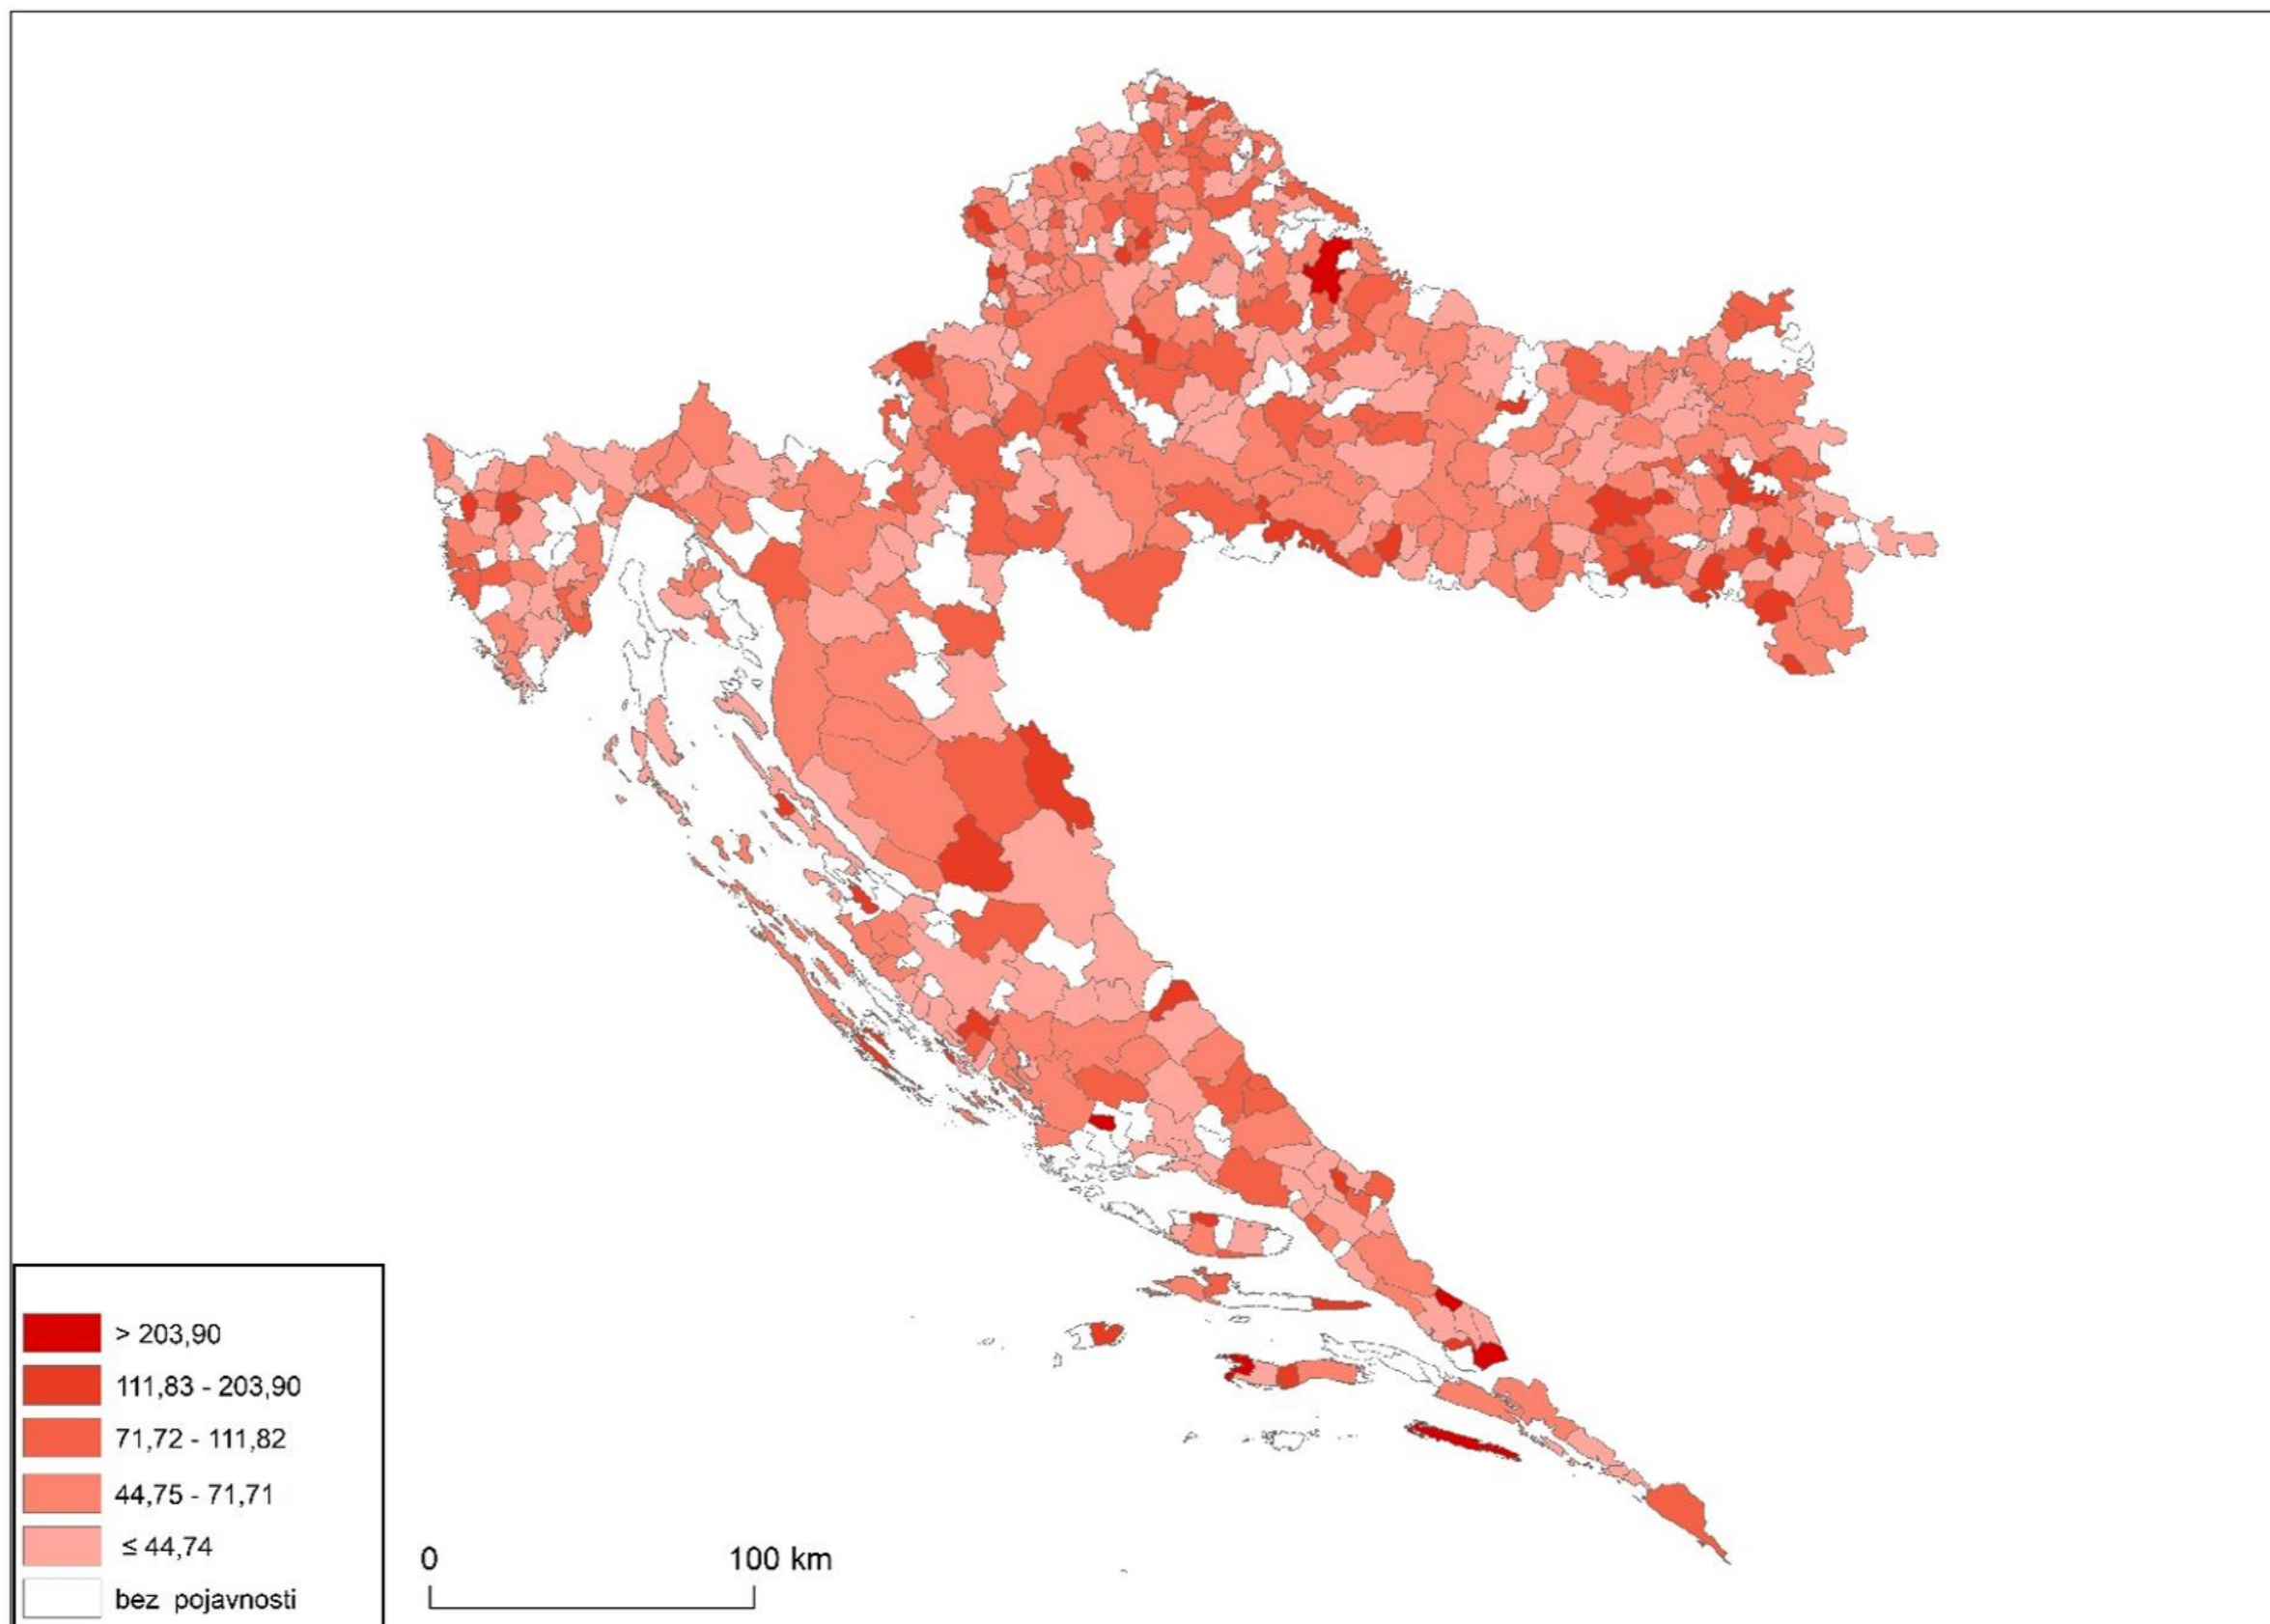 > 203,90
111,83 - 203,90
71,72 - 111,82
44,75 - 71,71
≤ 44,74
bez pojavnosti
0 100 km